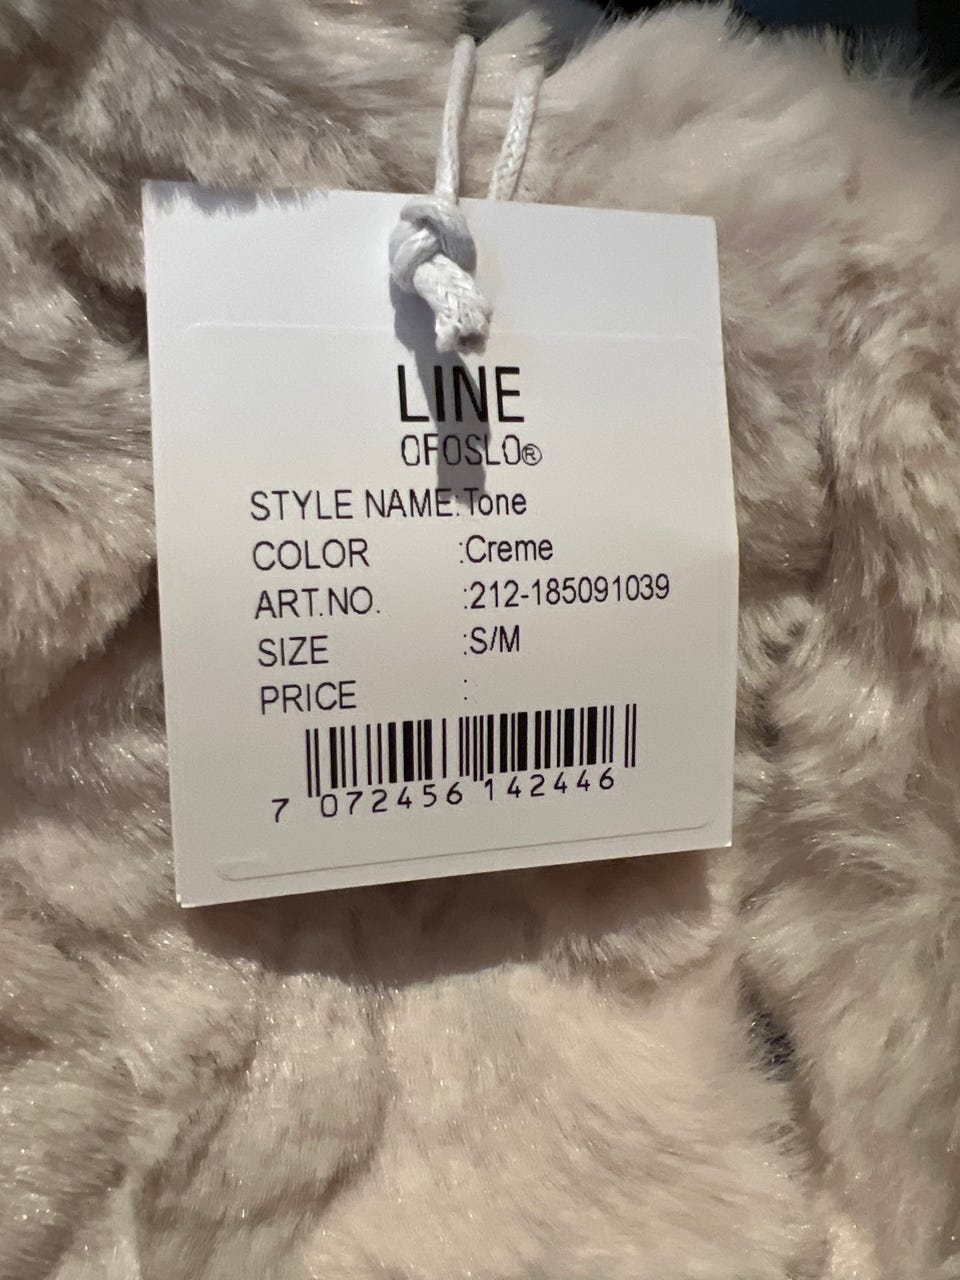 LINE
OFOSLO®
STYLE NAME:Tone
COLOR :Creme
ART.NO. :212-185091039
SIZE :S/M
PRICE :
7 072456 142446